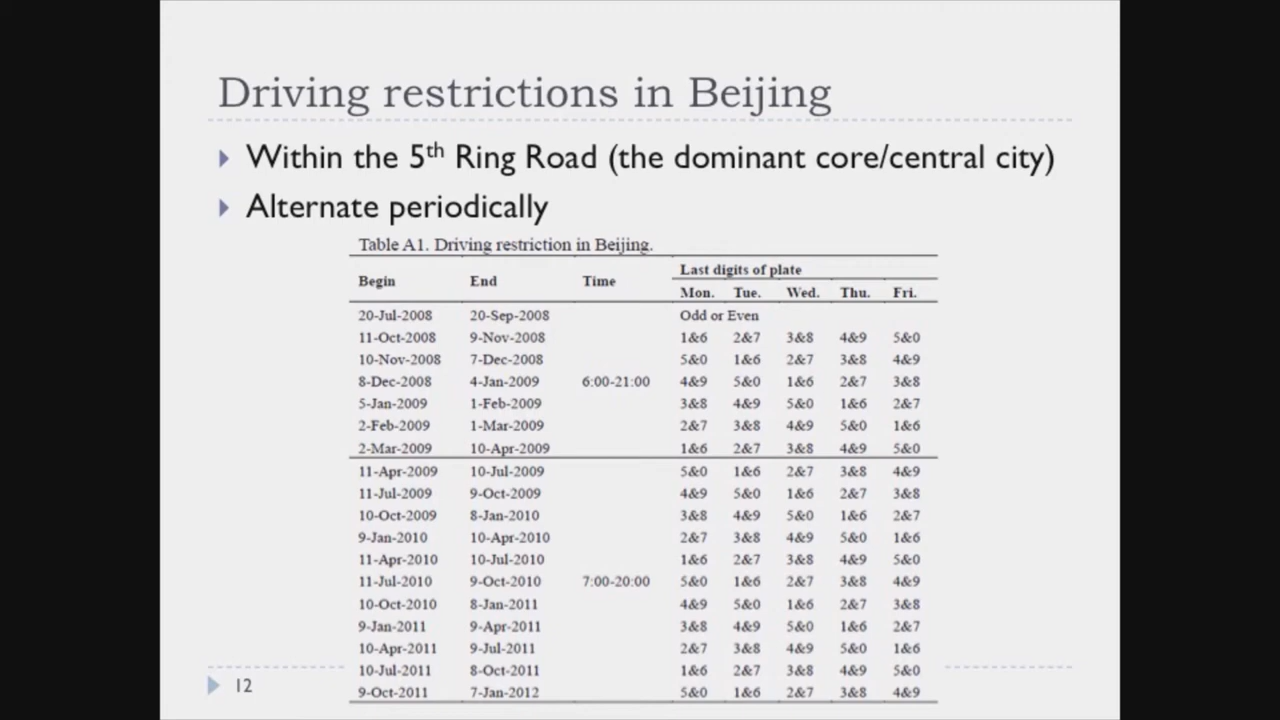 Driving restrictions in Beijing
Within the 5th Ring Road (the dominant core/central city)
Alternate periodically
Table A1. Driving restriction in Beijing.
Begin End Time Last digits of plate
Mon. Tue. Wed. Thu. Fri.
20-Jul-2008 20-Sep-2008 Odd or Even
11-Oct-2008 9-Nov-2008 1&6 2&7 3&8 4&9 5&0
10-Nov-2008 7-Dec-2008 5&0 1&6 2&7 3&8 4&9
8-Dec-2008 4-Jan-2009 6:00-21:00 4&9 5&0 1&6 2&7 3&8
5-Jan-2009 1-Feb-2009 3&8 4&9 5&0 1&6 2&7
2-Feb-2009 1-Mar-2009 2&7 3&8 4&9 5&0 1&6
2-Mar-2009 10-Apr-2009 1&6 2&7 3&8 4&9 5&0
11-Apr-2009 10-Jul-2009 5&0 1&6 2&7 3&8 4&9
11-Jul-2009 9-Oct-2009 4&9 5&0 1&6 2&7 3&8
10-Oct-2009 8-Jan-2010 3&8 4&9 5&0 1&6 2&7
9-Jan-2010 10-Apr-2010 2&7 3&8 4&9 5&0 1&6
11-Apr-2010 10-Jul-2010 1&6 2&7 3&8 4&9 5&0
11-Jul-2010 9-Oct-2010 7:00-20:00 5&0 1&6 2&7 3&8 4&9
10-Oct-2010 8-Jan-2011 4&9 5&0 1&6 2&7 3&8
9-Jan-2011 9-Apr-2011 3&8 4&9 5&0 1&6 2&7
10-Apr-2011 9-Jul-2011 2&7 3&8 4&9 5&0 1&6
10-Jul-2011 8-Oct-2011 1&6 2&7 3&8 4&9 5&0
9-Oct-2011 7-Jan-2012 5&0 1&6 2&7 3&8 4&9
12